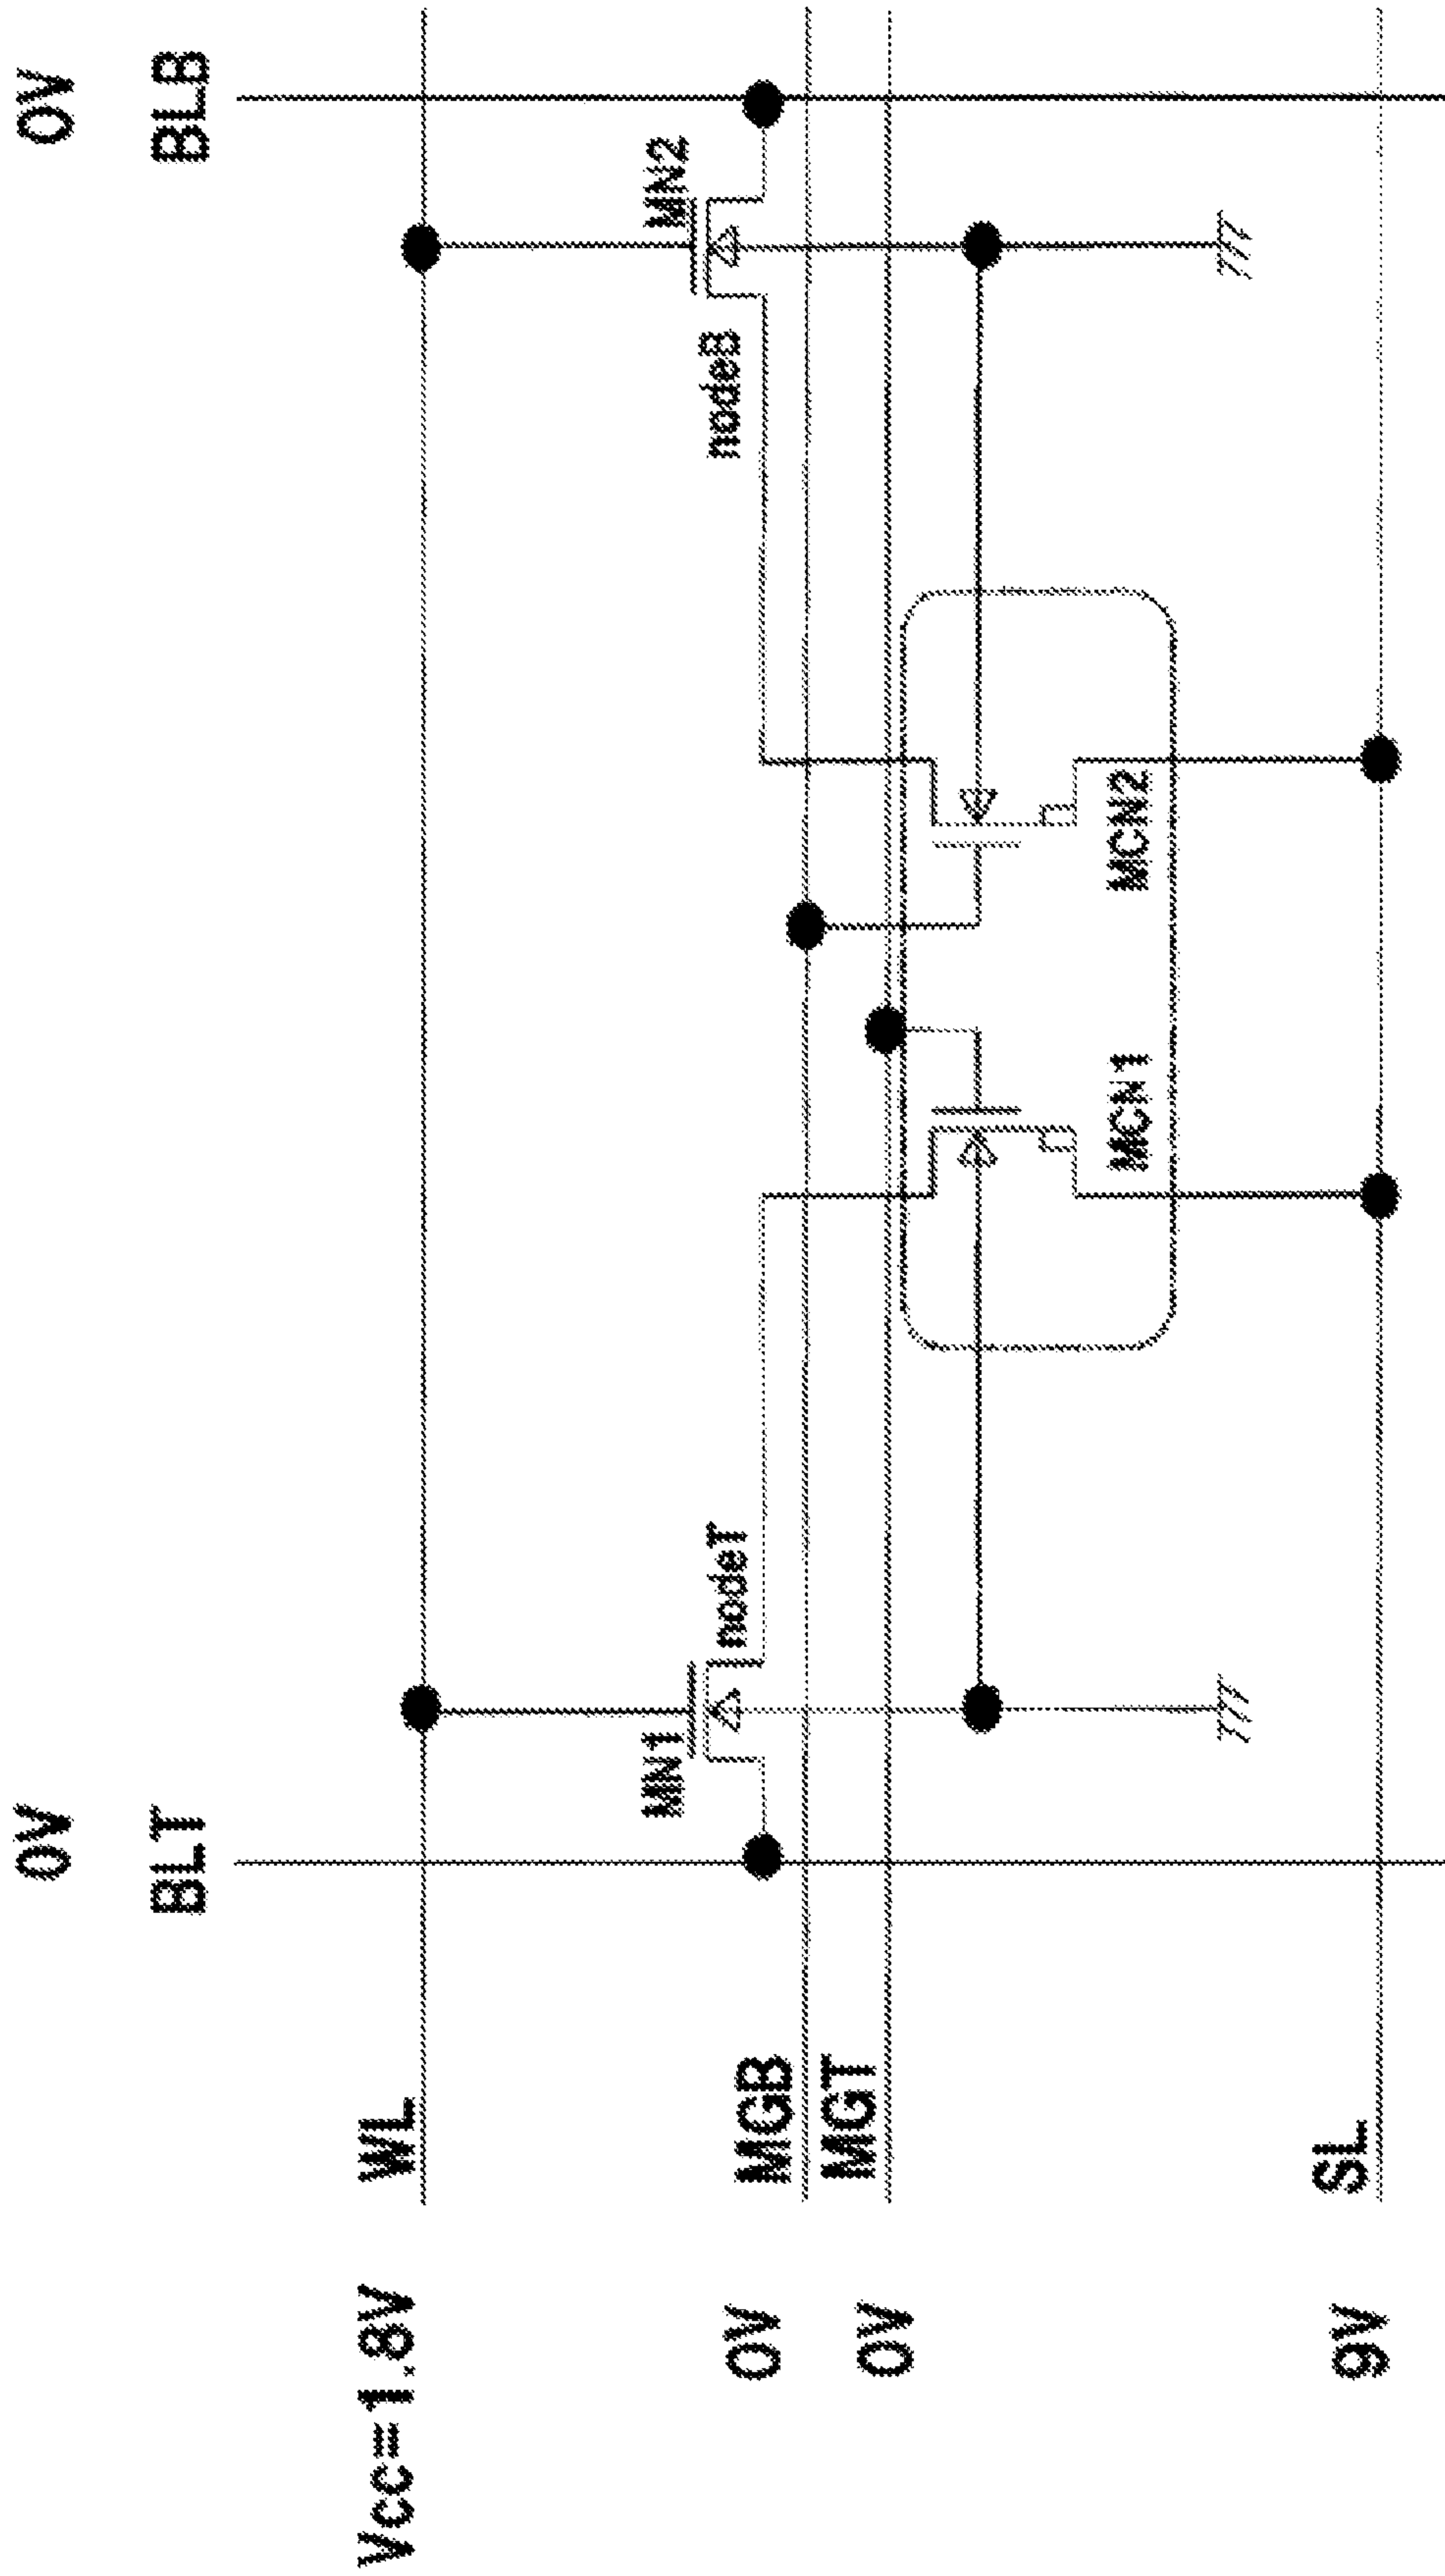 0V
0V
BLT
BLB
Vcc=1.8V
WL
MN1
MN2
nodeT
nodeB
0V
MGB
0V
MGT
MCN1
MCN2
9V
SL